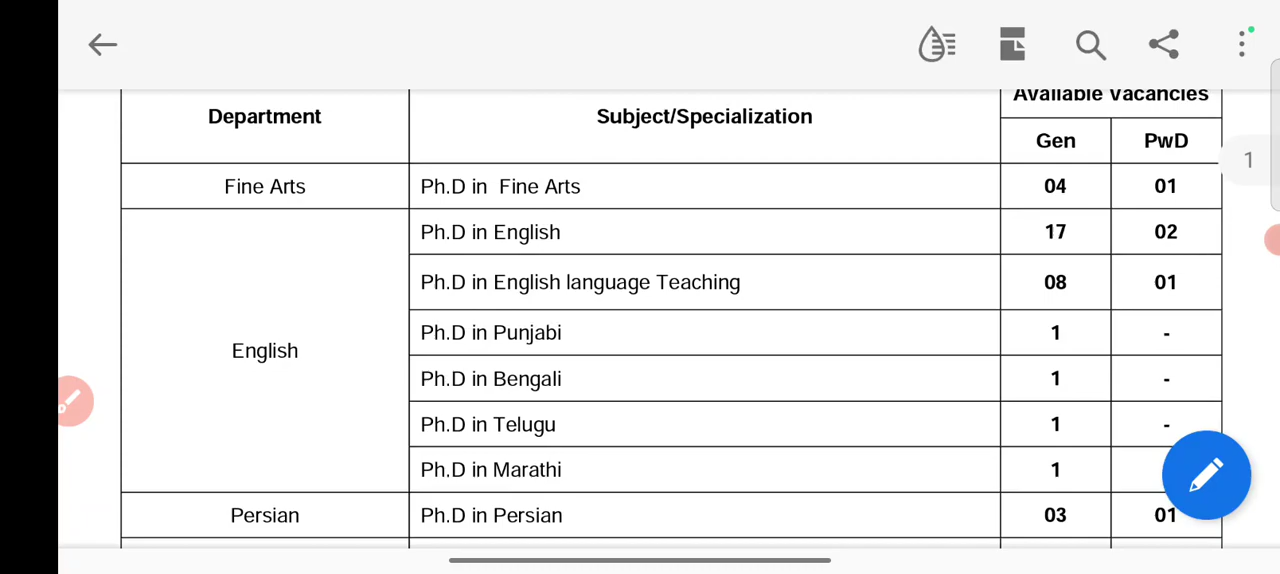 Available Vacancies
Department Subject/Specialization
Gen PwD
1
Fine Arts Ph.D in Fine Arts 04 01
Ph.D in English 17 02
Ph.D in English language Teaching 08 01
Ph.D in Punjabi 1 -
English
Ph.D in Bengali 1 -
Ph.D in Telugu 1 -
Ph.D in Marathi 1
Persian Ph.D in Persian 03 01